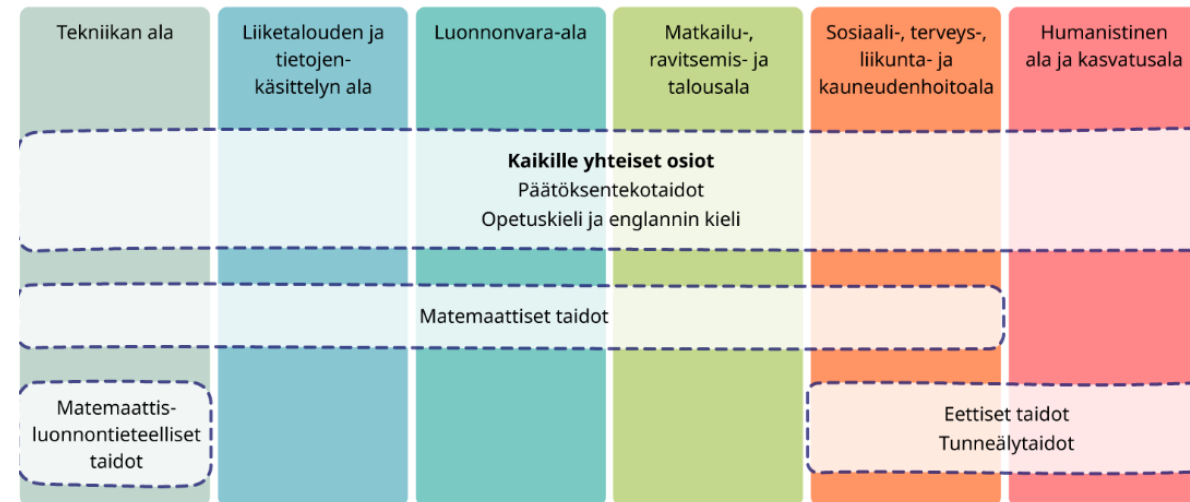 Tekniikan ala
Liiketalouden ja
tietojen-
käsittelyn ala
Luonnonvara-ala
Matkailu-,
ravitsemis- ja
talousala
Sosiaali-, terveys-,
liikunta- ja
kauneudenhoitoala
Humanistinen
ala ja kasvatusala
Kaikille yhteiset osiot
Päätöksentekotaidot
Opetuskieli ja englannin kieli
Matemaattiset taidot
Matemaattis-
luonnontieteelliset
taidot
Eettiset taidot
Tunneälytaidot